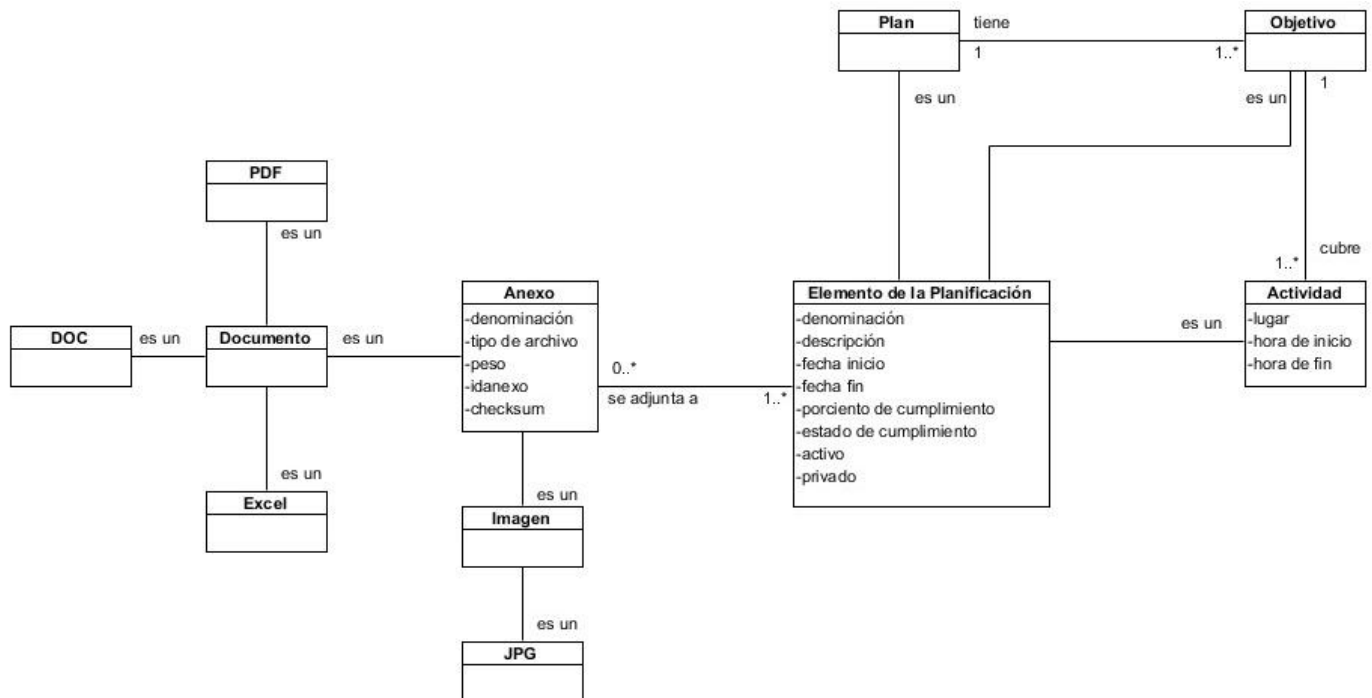 Plan
tiene
Objetivo
1
1..*
es un
es un
1
PDF
es un
cubre
1..*
Anexo
-denominación
-tipo de archivo
-peso
-idanexo
-checksum
Elemento de la Planificación
-denominación
-descripción
-fecha inicio
-fecha fin
-porciento de cumplimiento
-estado de cumplimiento
-activo
-privado
Actividad
-lugar
-hora de inicio
-hora de fin
es un
DOC
es un
Documento
es un
0..*
se adjunta a
1..*
es un
Excel
es un
Imagen
es un
JPG